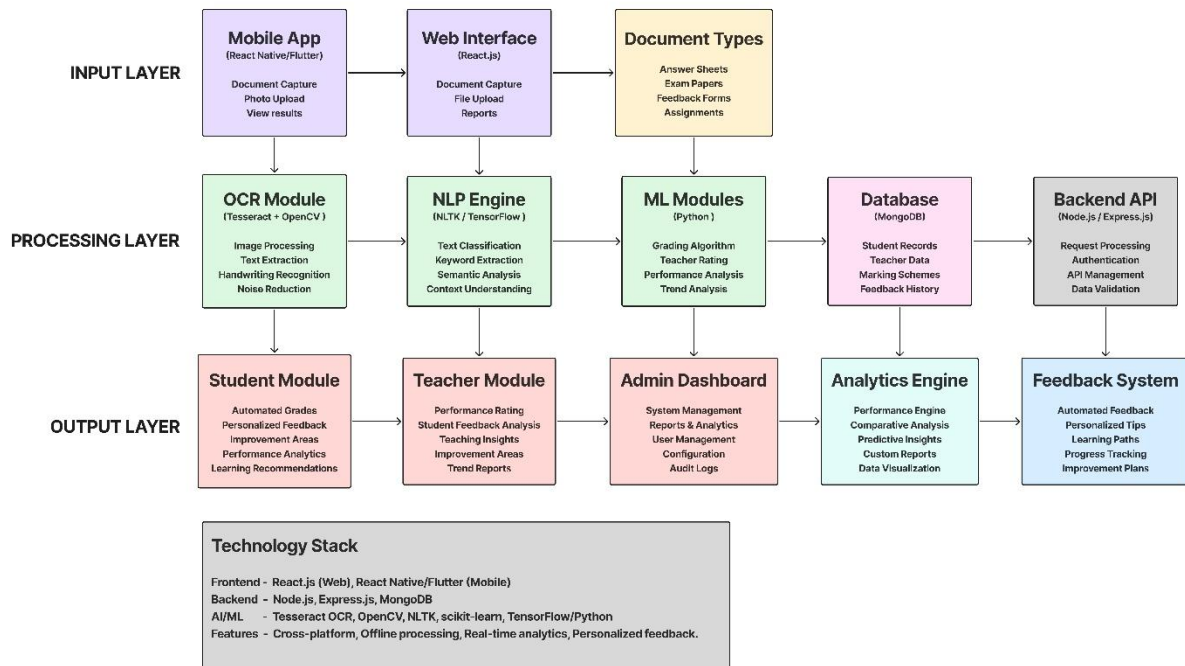 INPUT LAYER
Mobile App
(React Native/Flutter)
Document Capture
Photo Upload
View results
Web Interface
(React.js)
Document Capture
File Upload
Reports
Document Types
Answer Sheets
Exam Papers
Feedback Forms
Assignments
PROCESSING LAYER
OCR Module
(Tesseract + OpenCV )
Image Processing
Text Extraction
Handwriting Recognition
Noise Reduction
NLP Engine
(NLTK / TensorFlow )
Text Classification
Keyword Extraction
Semantic Analysis
Context Understanding
ML Modules
(Python )
Grading Algorithm
Teacher Rating
Performance Analysis
Trend Analysis
Database
(MongoDB)
Student Records
Teacher Data
Marking Schemes
Feedback History
Backend API
(Node.js / Express.js)
Request Processing
Authentication
API Management
Data Validation
OUTPUT LAYER
Student Module
Automated Grades
Personalized Feedback
Improvement Areas
Performance Analytics
Learning Recommendations
Teacher Module
Performance Rating
Student Feedback Analysis
Teaching Insights
Improvement Areas
Trend Reports
Admin Dashboard
System Management
Reports & Analytics
User Management
Configuration
Audit Logs
Analytics Engine
Performance Engine
Comparative Analysis
Predictive Insights
Custom Reports
Data Visualization
Feedback System
Automated Feedback
Personalized Tips
Learning Paths
Progress Tracking
Improvement Plans
Technology Stack
Frontend - React.js (Web), React Native/Flutter (Mobile)
Backend - Node.js, Express.js, MongoDB
AI/ML - Tesseract OCR, OpenCV, NLTK, scikit-learn, TensorFlow/Python
Features - Cross-platform, Offline processing, Real-time analytics, Personalized feedback.